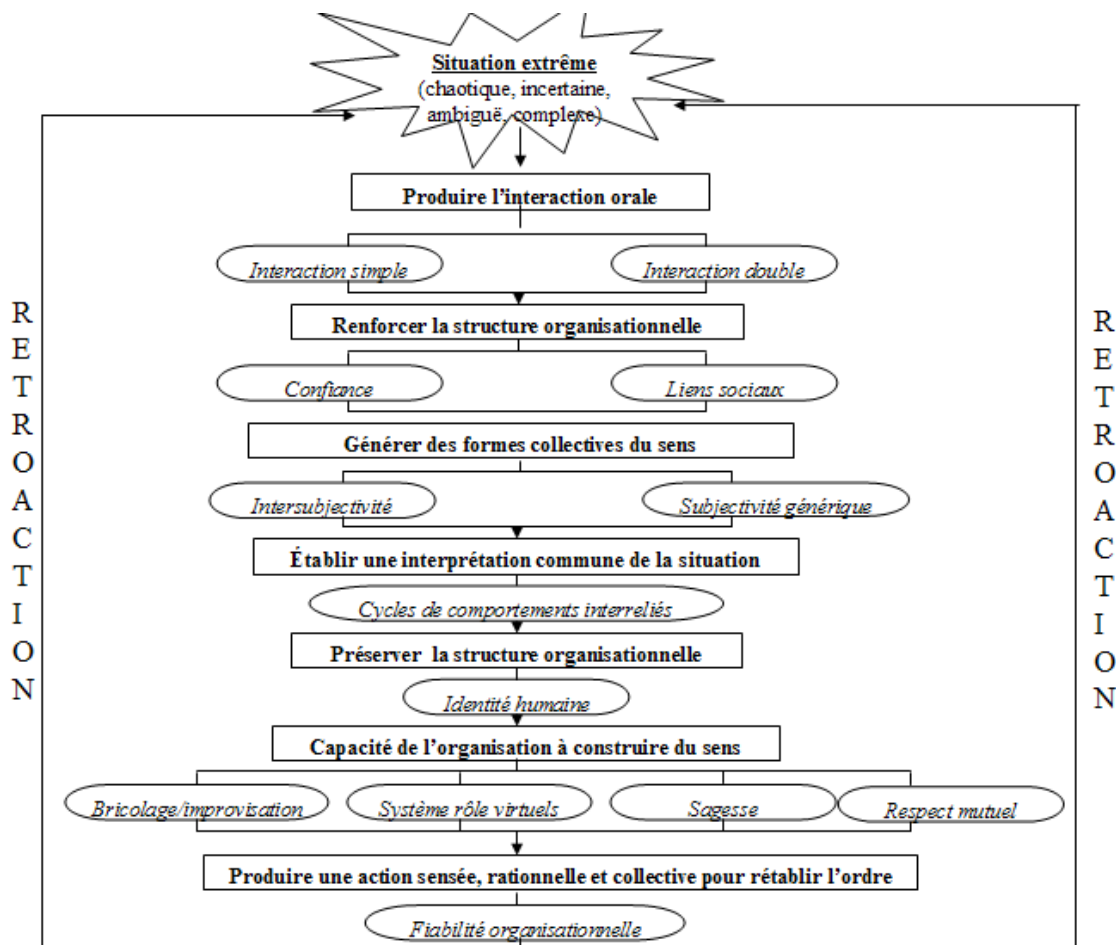 Situation extrême
(chaotique, incertaine,
ambiguë, complexe)
Produire l’interaction orale
Interaction simple
Interaction double
Renforcer la structure organisationnelle
Confiance
Liens sociaux
Générer des formes collectives du sens
Intersubjectivité
Subjectivité générique
Établir une interprétation commune de la situation
Cycles de comportements interreliés
Préserver la structure organisationnelle
Identité humaine
Capacité de l’organisation à construire du sens
Bricolage/improvisation
Système rôle virtuels
Sagesse
Respect mutuel
Produire une action sensée, rationnelle et collective pour rétablir l’ordre
Fiabilité organisationnelle
RETROACTION
RETROACTION